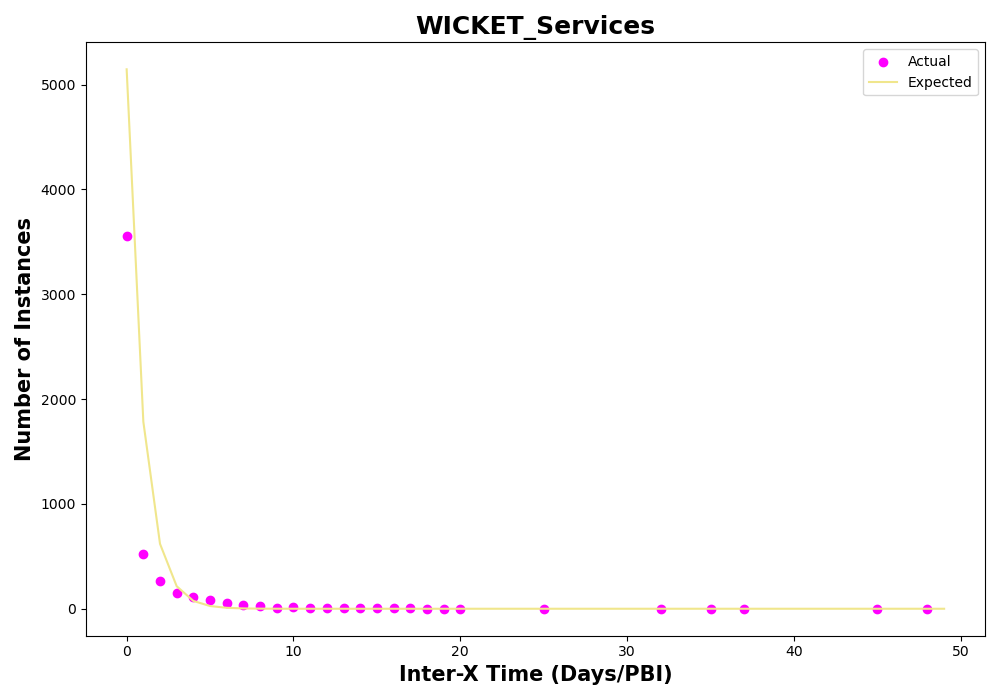 WICKET_Services
Actual
Expected
Number of Instances
5000
4000
3000
2000
1000
0
0 10 20 30 40 50
Inter-X Time (Days/PBI)